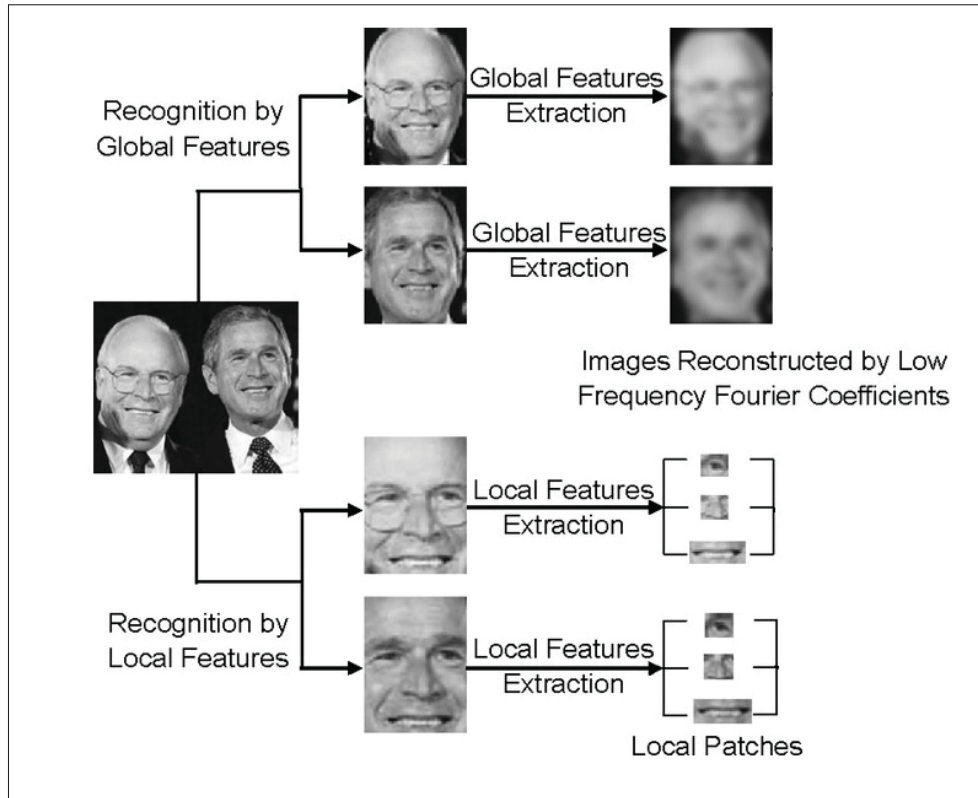 Recognition by
Global Features
Global Features
Extraction
Global Features
Extraction
Images Reconstructed by Low
Frequency Fourier Coefficients
Recognition by
Local Features
Local Features
Extraction
Local Features
Extraction
Local Patches